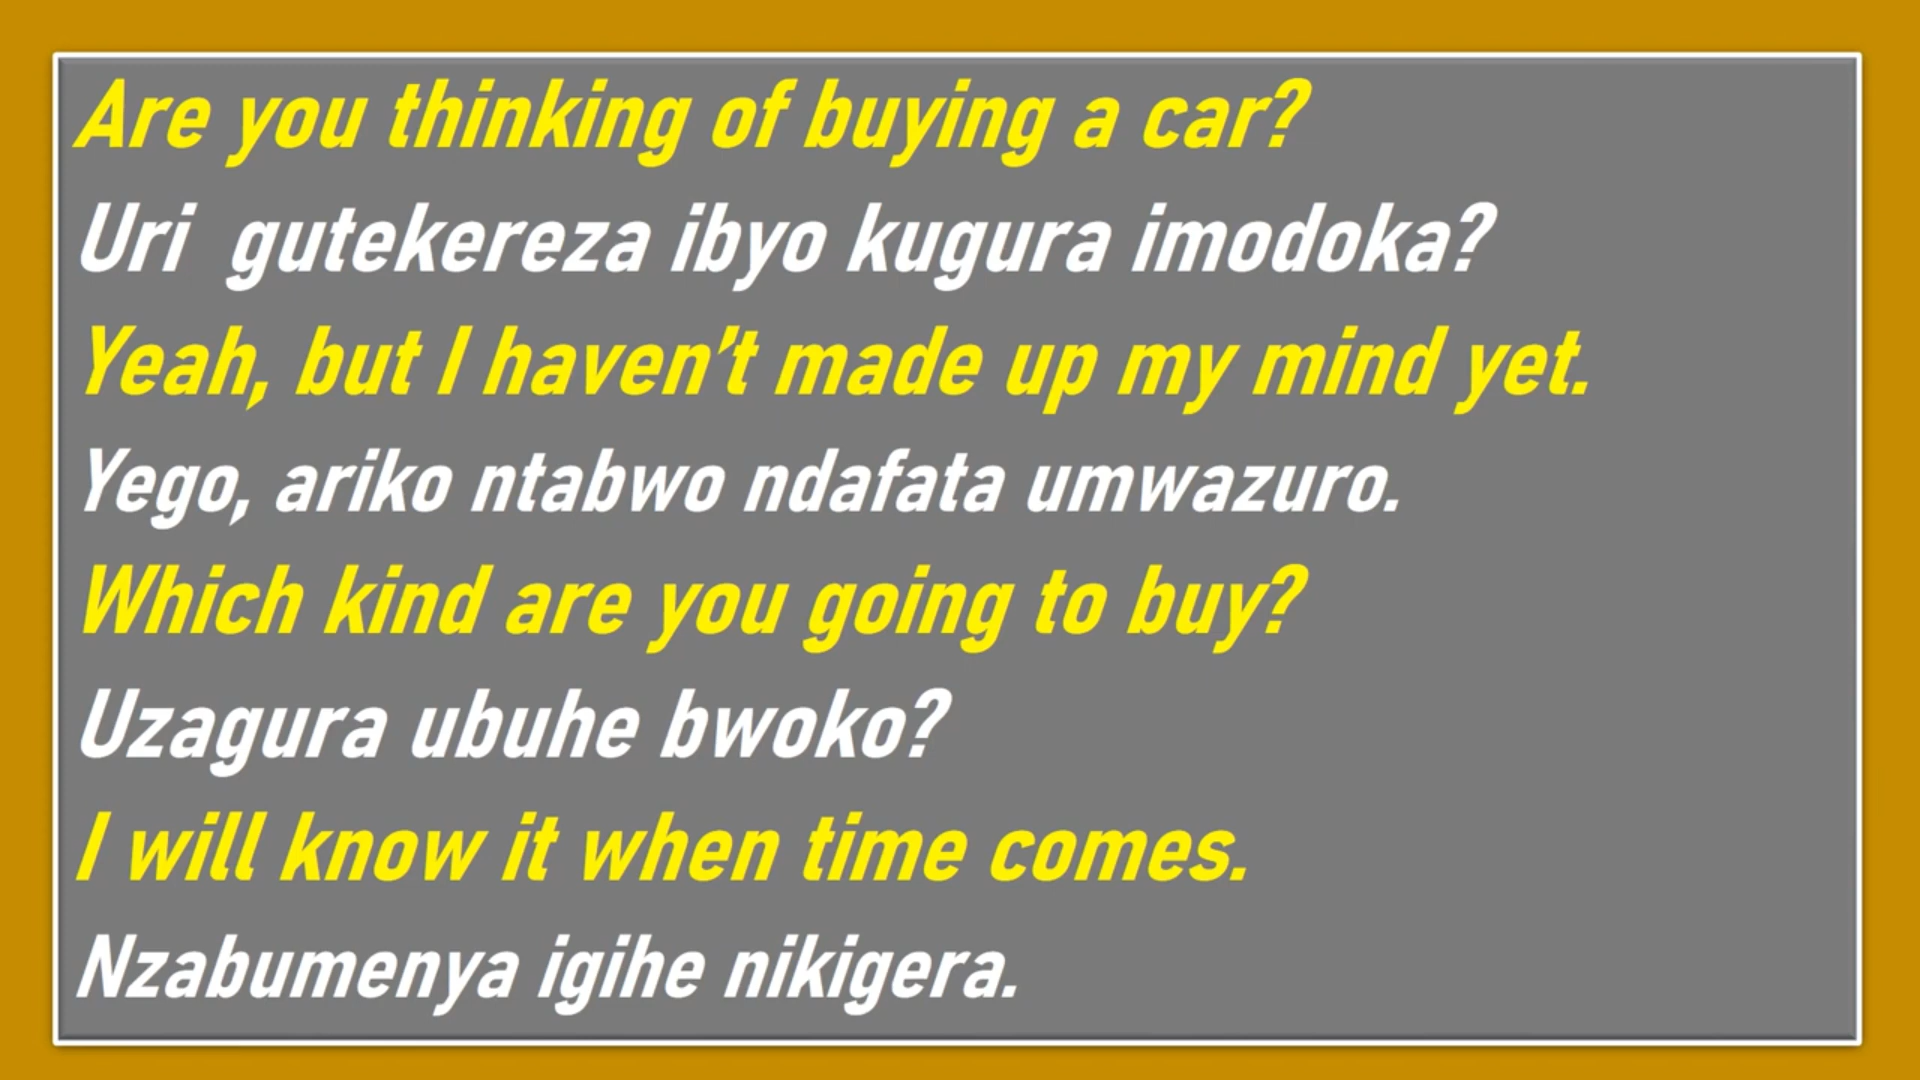 Are you thinking of buying a car?
Uri  gutekereza ibyo kugura imodoka?
Yeah, but I haven’t made up my mind yet.
Yego, ariko ntabwo ndafata umwazuro.
Which kind are you going to buy?
Uzagura ubuhe bwoko?
I will know it when time comes.
Nzabumenya igihe nikigera.